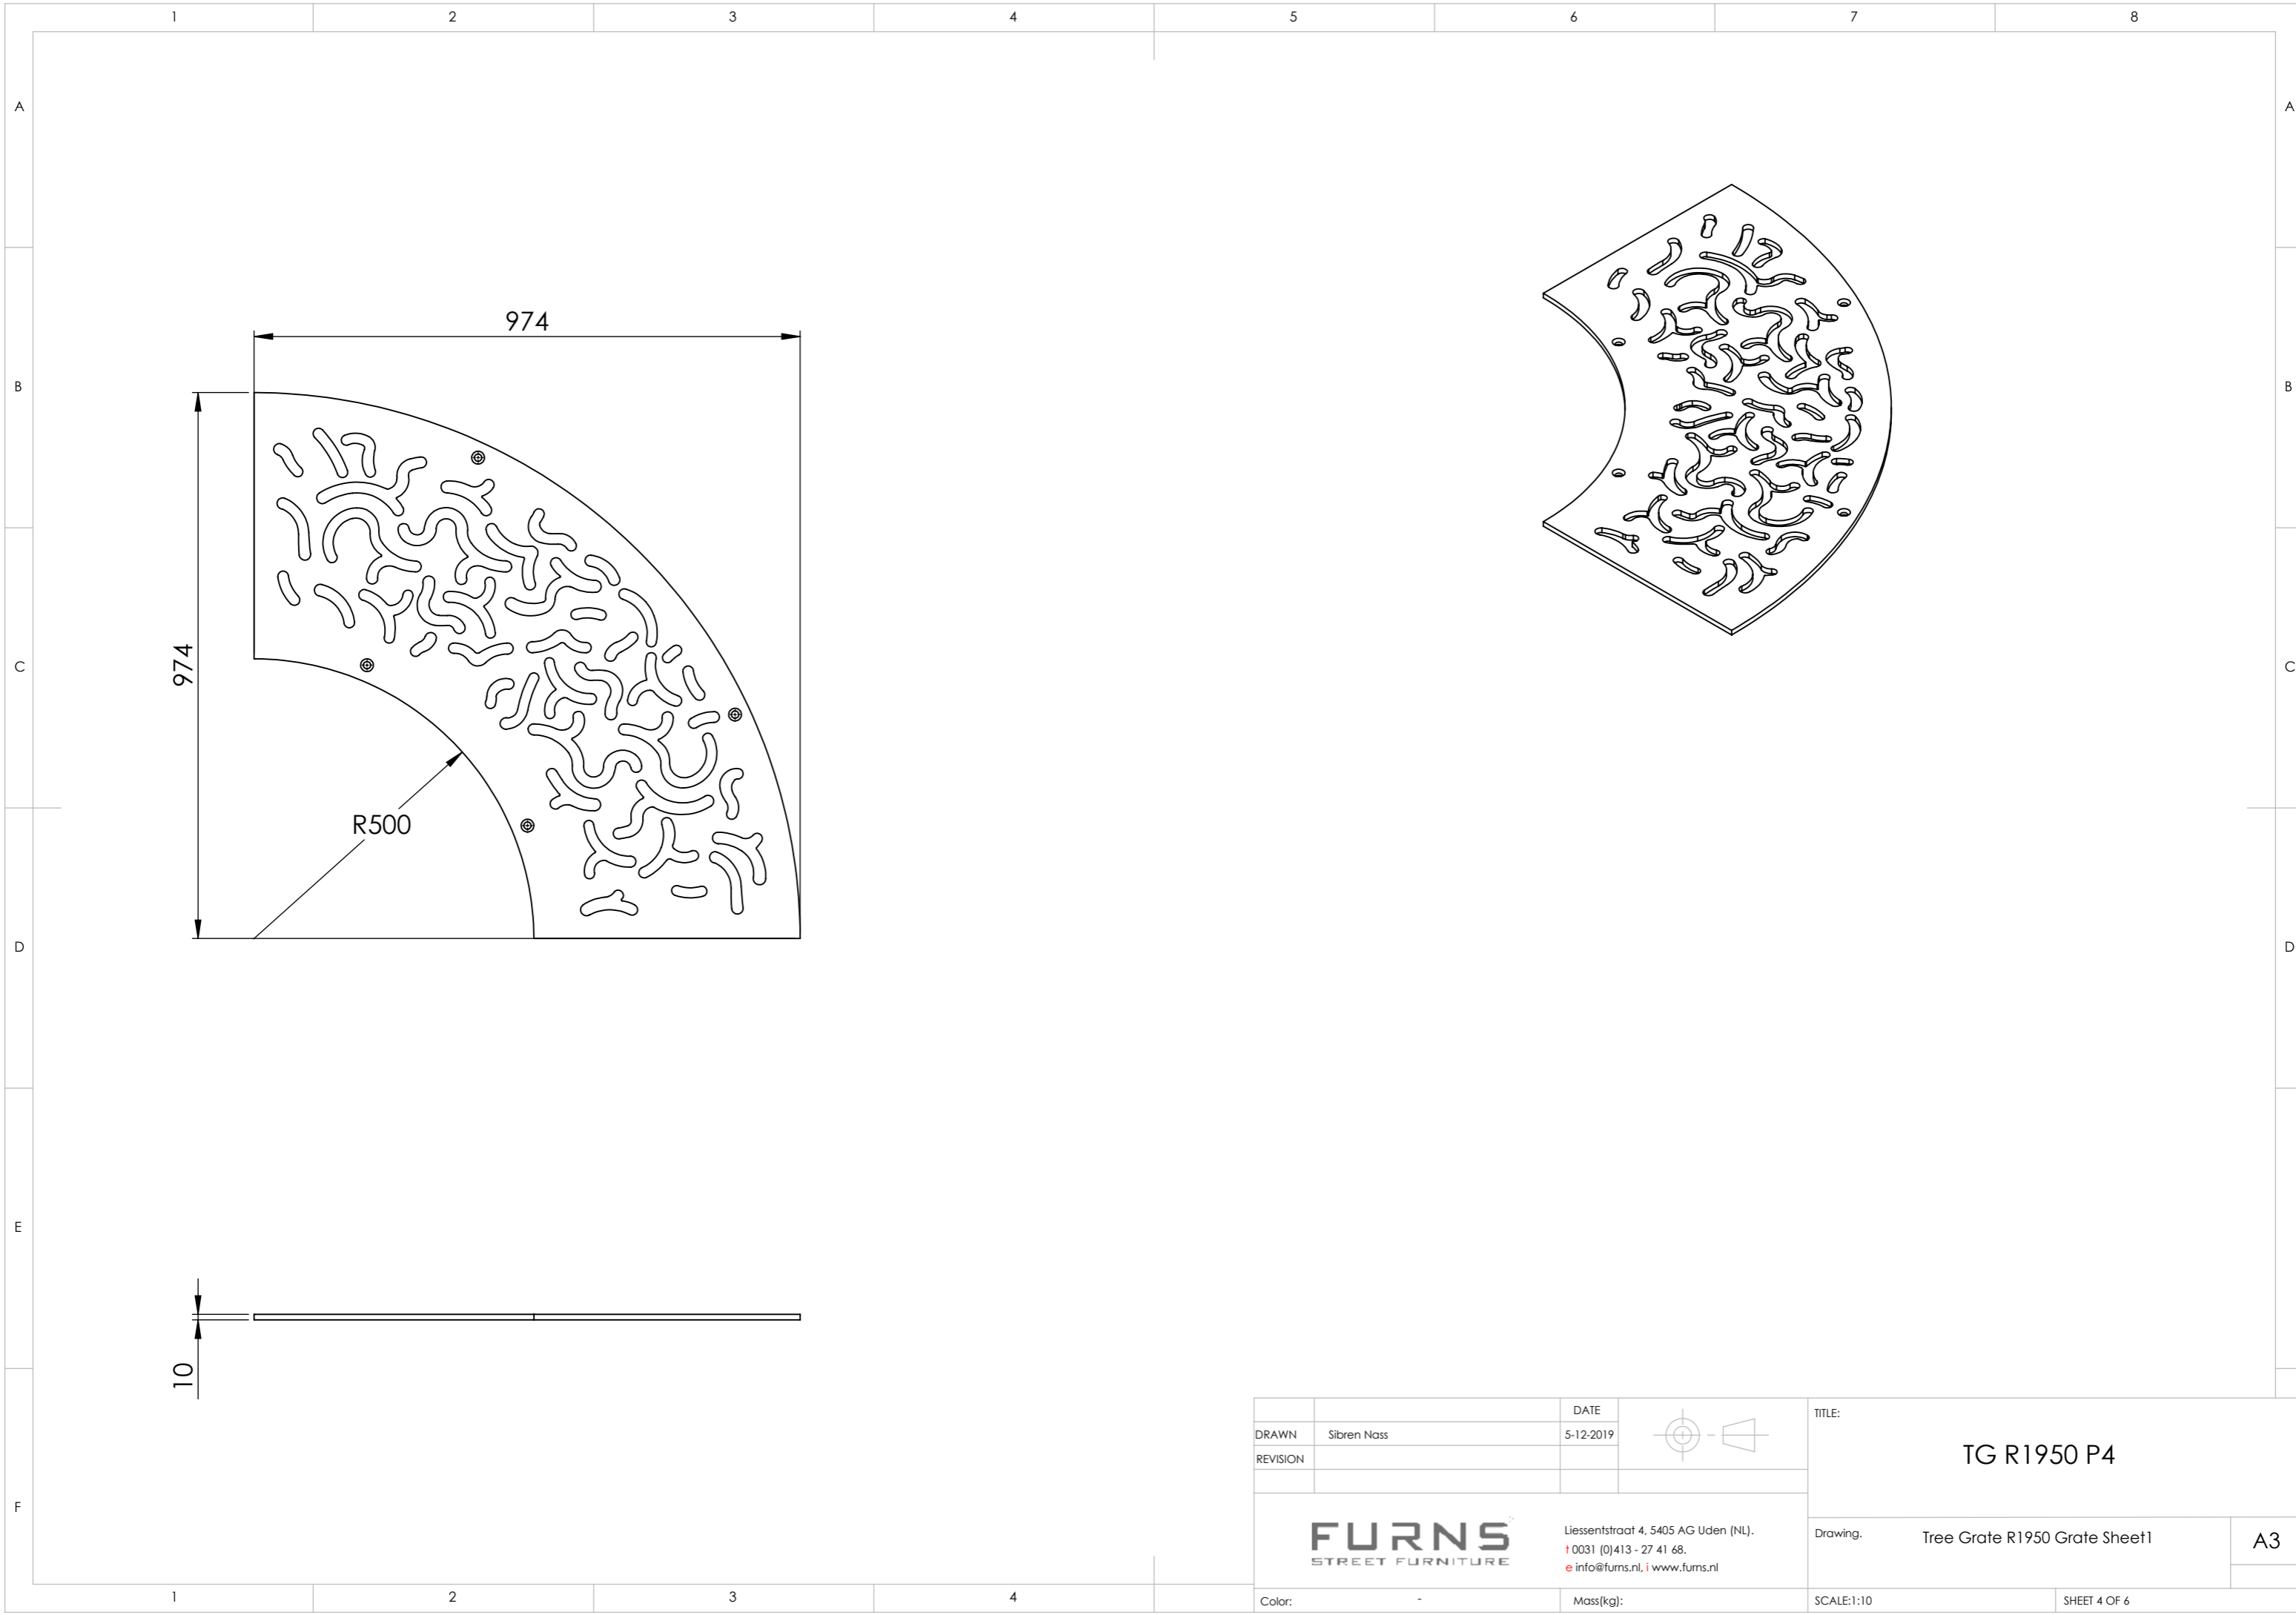 1 2 3 4 5 6 7 8
A A
B B
C C
D D
E
F
974
974
R500
10
DATE
DRAWN Sibren Nass 5-12-2019
REVISION
TITLE:
TG R1950 P4
FURNS
STREET FURNITURE
Liessentstraat 4, 5405 AG Uden (NL).
t 0031 (0)413 - 27 41 68.
e info@furns.nl, i www.furns.nl
Drawing. Tree Grate R1950 Grate Sheet1 A3
Color: - Mass(kg): SCALE:1:10 SHEET 4 OF 6
1 2 3 4